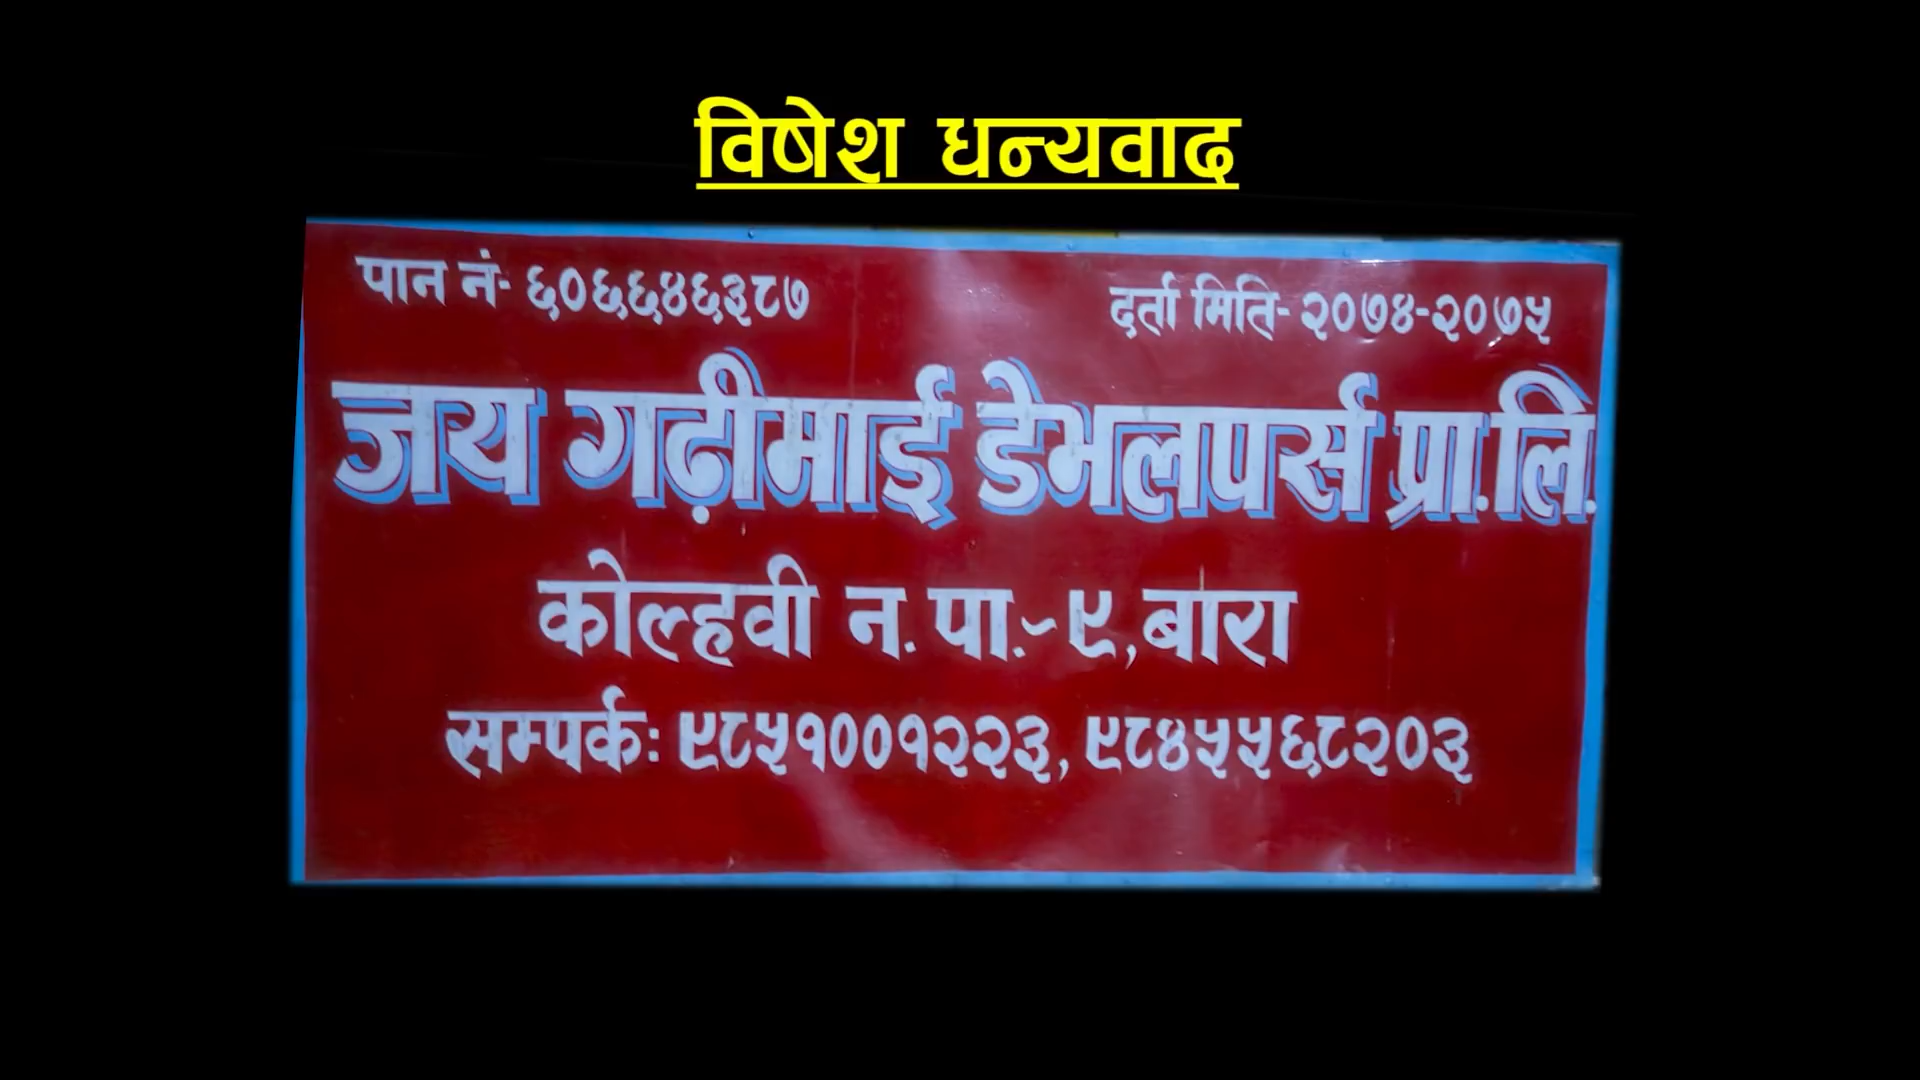 विषेश धन्यवाद
पान नं- ६०६६४६३८७
दर्ता मिति- २०७४-२०७५
जय गढ़ीमाई डेभलपर्स प्रा.लि.
कोल्हवी न. पा.- ९, बारा
सम्पर्कः ९८५१००१२२३, ९८४५५६८२०३